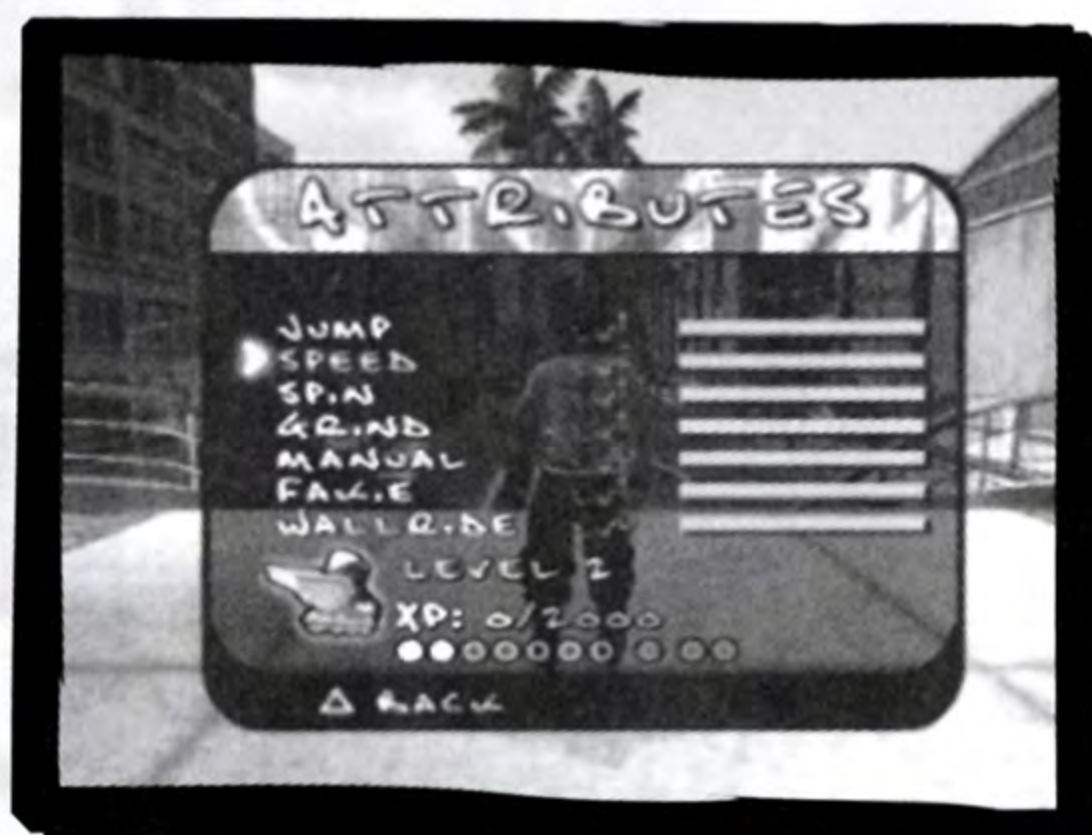 ATTRIBUTES
JUMP
SPEED
SPIN
GRIND
MANUAL
FAKIE
WALLRIDE
LEVEL 2
XP: 0/2000
△ BACK